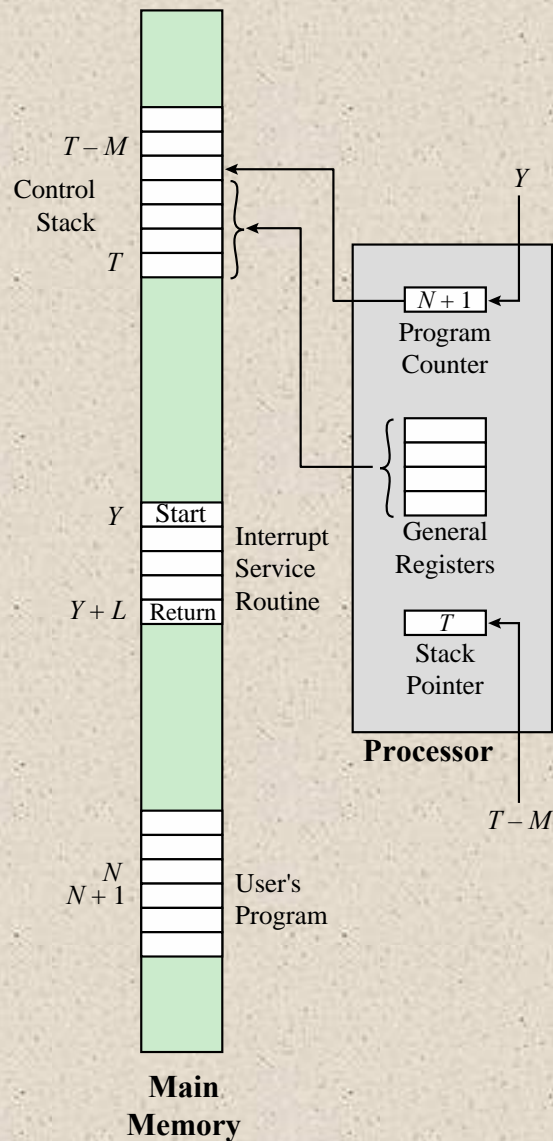 T – M
Control
Stack
T
Y
N + 1
Program
Counter
Y
Start
Interrupt
Service
Routine
Y + L
Return
General
Registers
T
Stack
Pointer
Processor
T – M
N
N + 1
User's
Program
Main
Memory